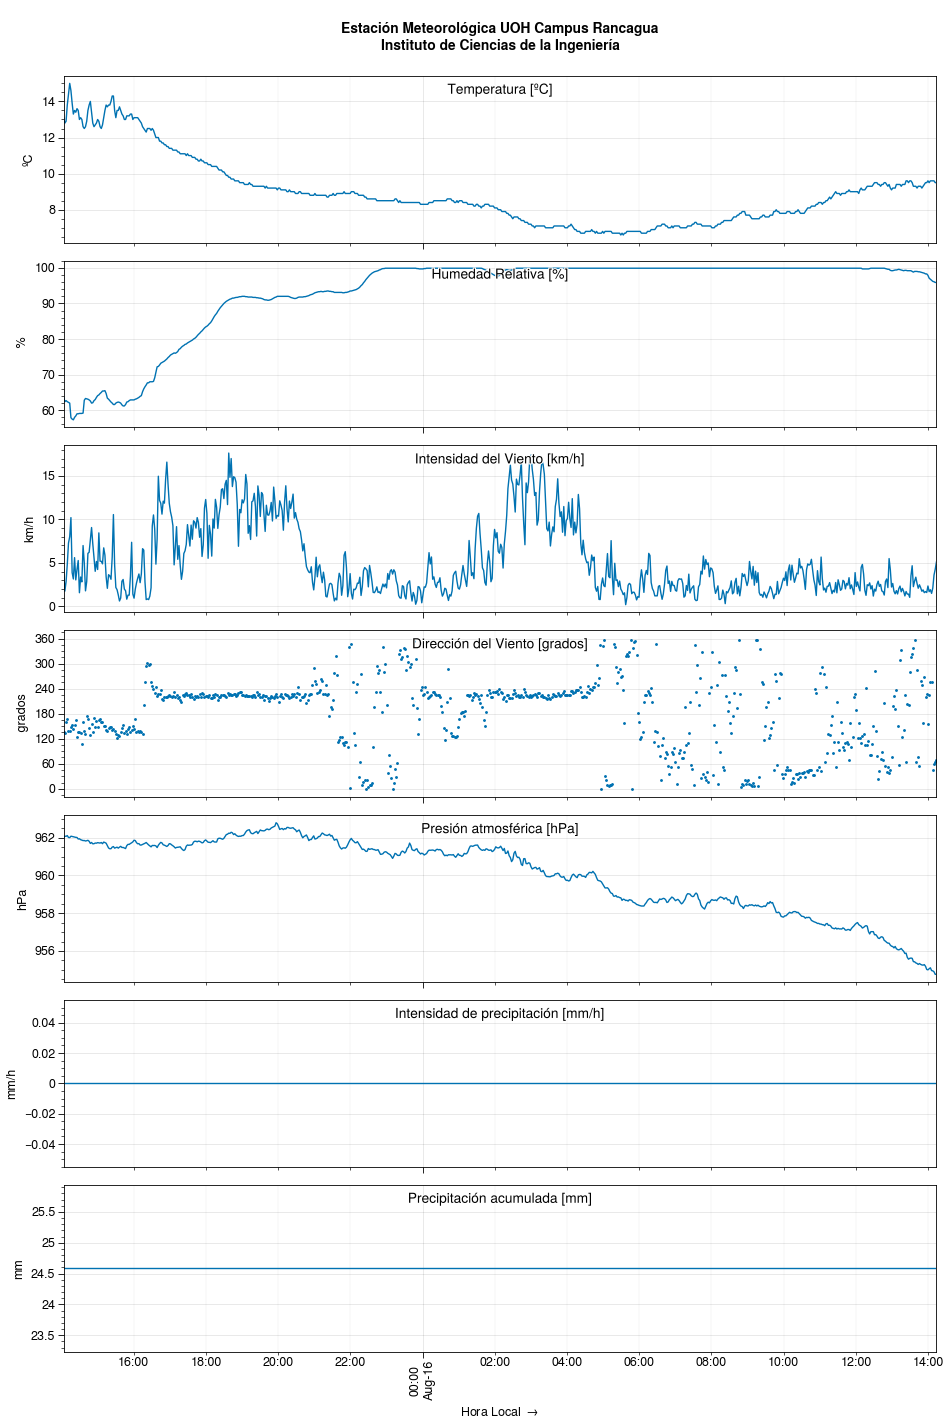 Estación Meteorológica UOH Campus Rancagua
Instituto de Ciencias de la Ingeniería
Temperatura [ºC]
14
12
10
8
ºC
Humedad Relativa [%]
100
90
80
70
60
%
Intensidad del Viento [km/h]
15
10
5
0
km/h
Dirección del Viento [grados]
360
300
240
180
120
60
0
grados
Presión atmosférica [hPa]
962
960
958
956
hPa
Intensidad de precipitación [mm/h]
0.04
0.02
0
−0.02
−0.04
mm/h
Precipitación acumulada [mm]
25.5
25
24.5
24
23.5
mm
16:00 18:00 20:00 22:00 00:00 02:00 04:00 06:00 08:00 10:00 12:00 14:00
Aug-16
Hora Local →